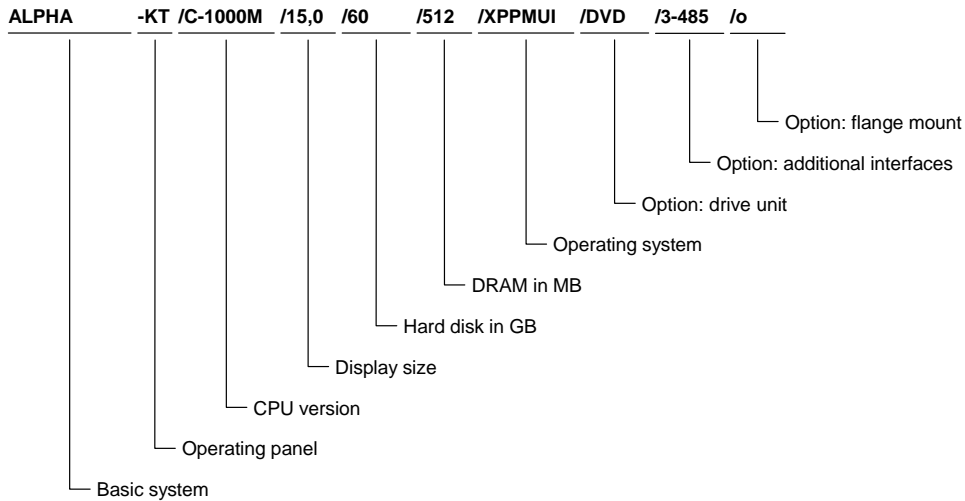 ALPHA -KT /C-1000M /15,0 /60 /512 /XPPMUI /DVD /3-485 /o
Option: flange mount
Option: additional interfaces
Option: drive unit
Operating system
DRAM in MB
Hard disk in GB
Display size
CPU version
Operating panel
Basic system